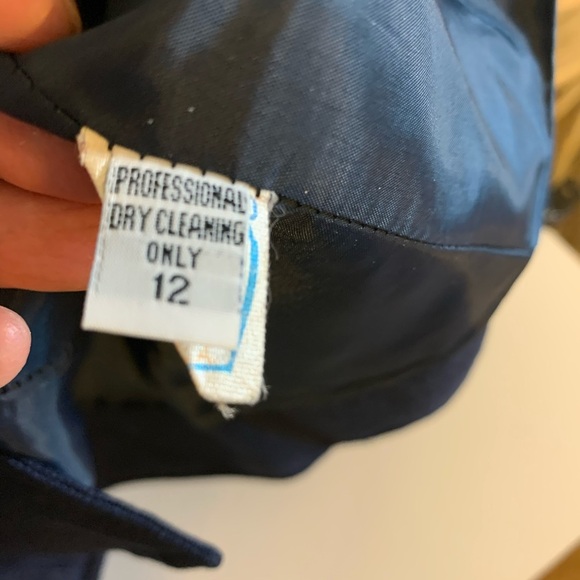 PROFESSIONAL
DRY CLEANING
ONLY
12